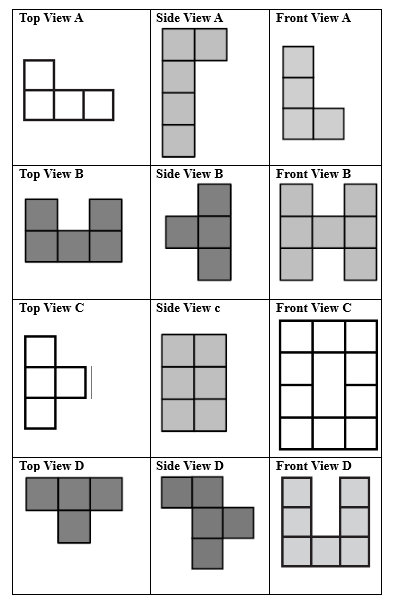 Top View A
Side View A
Front View A
Top View B
Side View B
Front View B
Top View C
Side View c
Front View C
Top View D
Side View D
Front View D